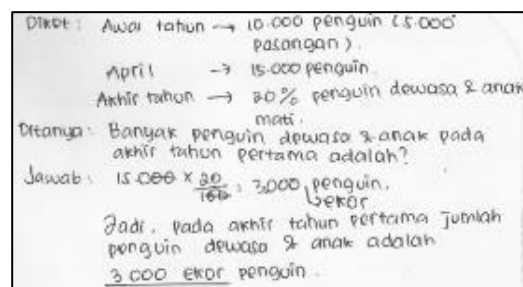 Diket : Awal tahun → 10.000 penguin (5.000
pasangan).
April → 15.000 penguin.
Akhir tahun → 20% penguin dewasa & anak
mati.
Ditanya : Banyak penguin dewasa & anak pada
akhir tahun pertama adalah?
Jawab : 15.000 × 20/100 = 3.000 penguin.
↳ ekor
Jadi, pada akhir tahun pertama jumlah
penguin dewasa & anak adalah
3.000 ekor penguin.